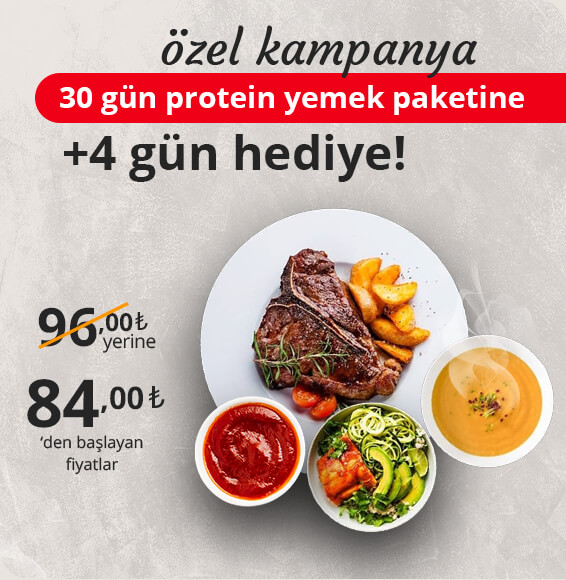 özel kampanya
30 gün protein yemek paketine
+4 gün hediye!
96,00₺
yerine
84,00₺
‘den başlayan
fiyatlar